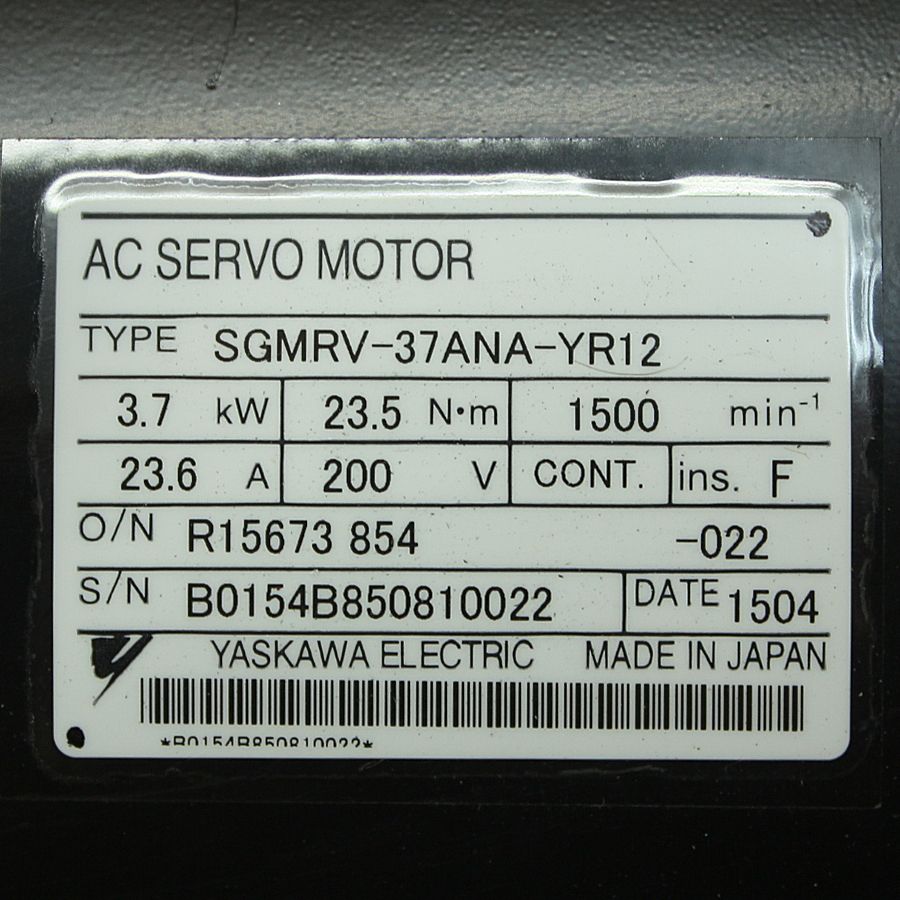 AC SERVO MOTOR
TYPE SGMRV-37ANA-YR12
3.7 kW 23.5 N•m 1500 min⁻¹
23.6 A 200 V CONT. ins. F
O/N R15673 854 -022
S/N B0154B850810022 DATE 1504
YASKAWA ELECTRIC MADE IN JAPAN
*B0154B850810022*